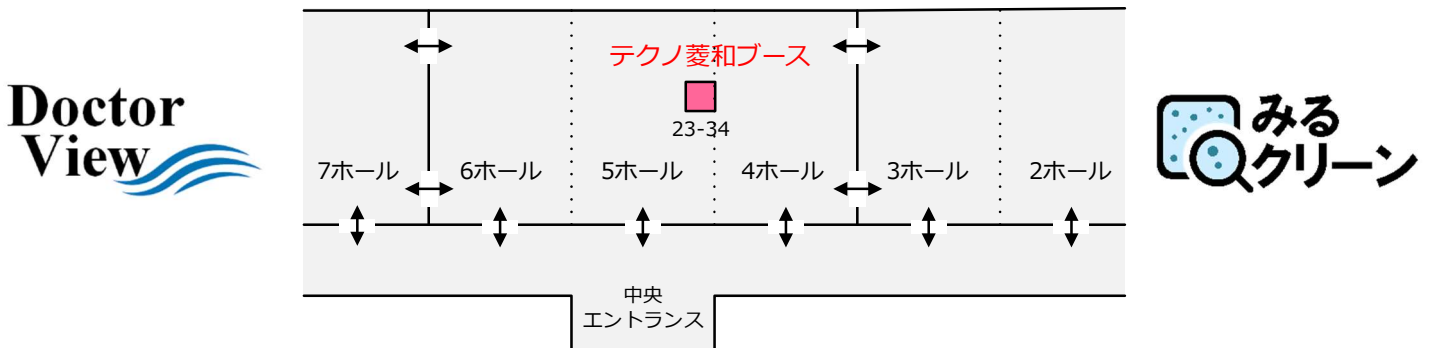 Doctor
View
テクノ菱和ブース
23-34
7ホール
6ホール
5ホール
4ホール
3ホール
2ホール
中央
エントランス
みる
クリーン